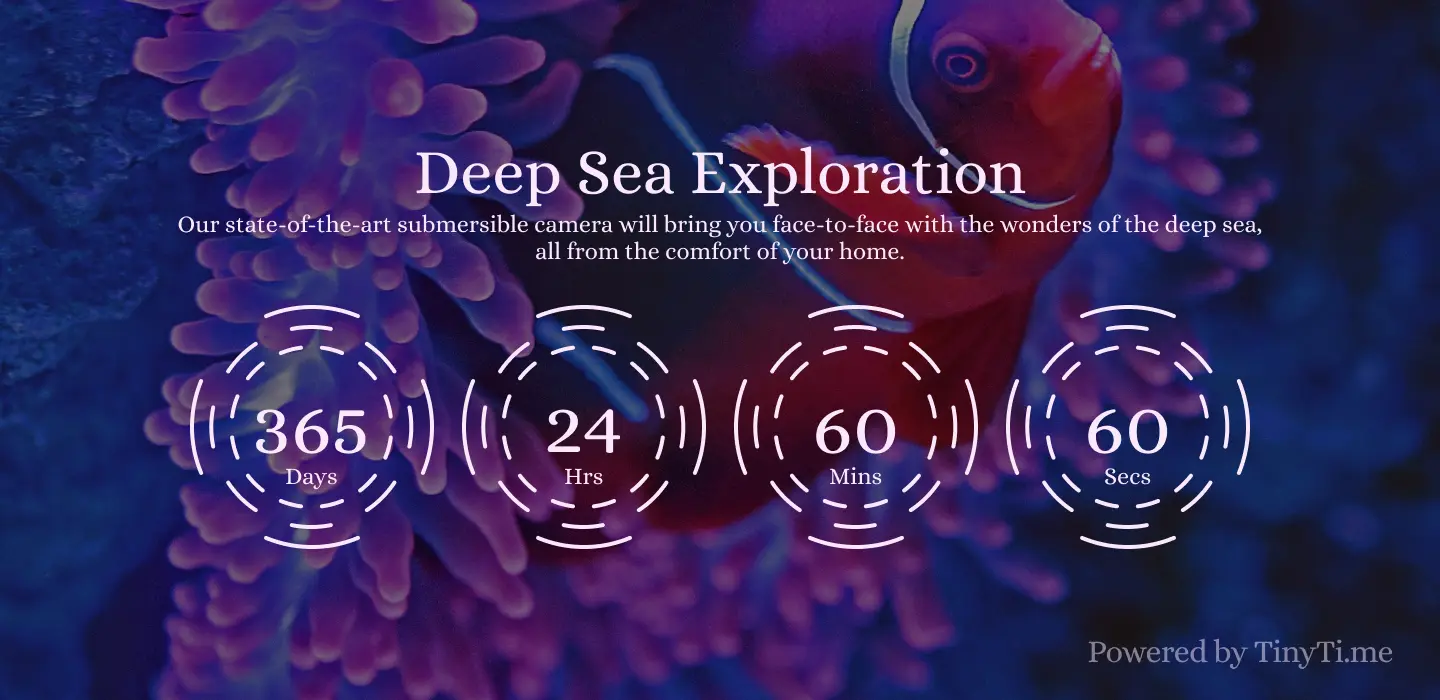 Deep Sea Exploration
Our state-of-the-art submersible camera will bring you face-to-face with the wonders of the deep sea,
all from the comfort of your home.
365
Days
24
Hrs
60
Mins
60
Secs
Powered by TinyTi.me